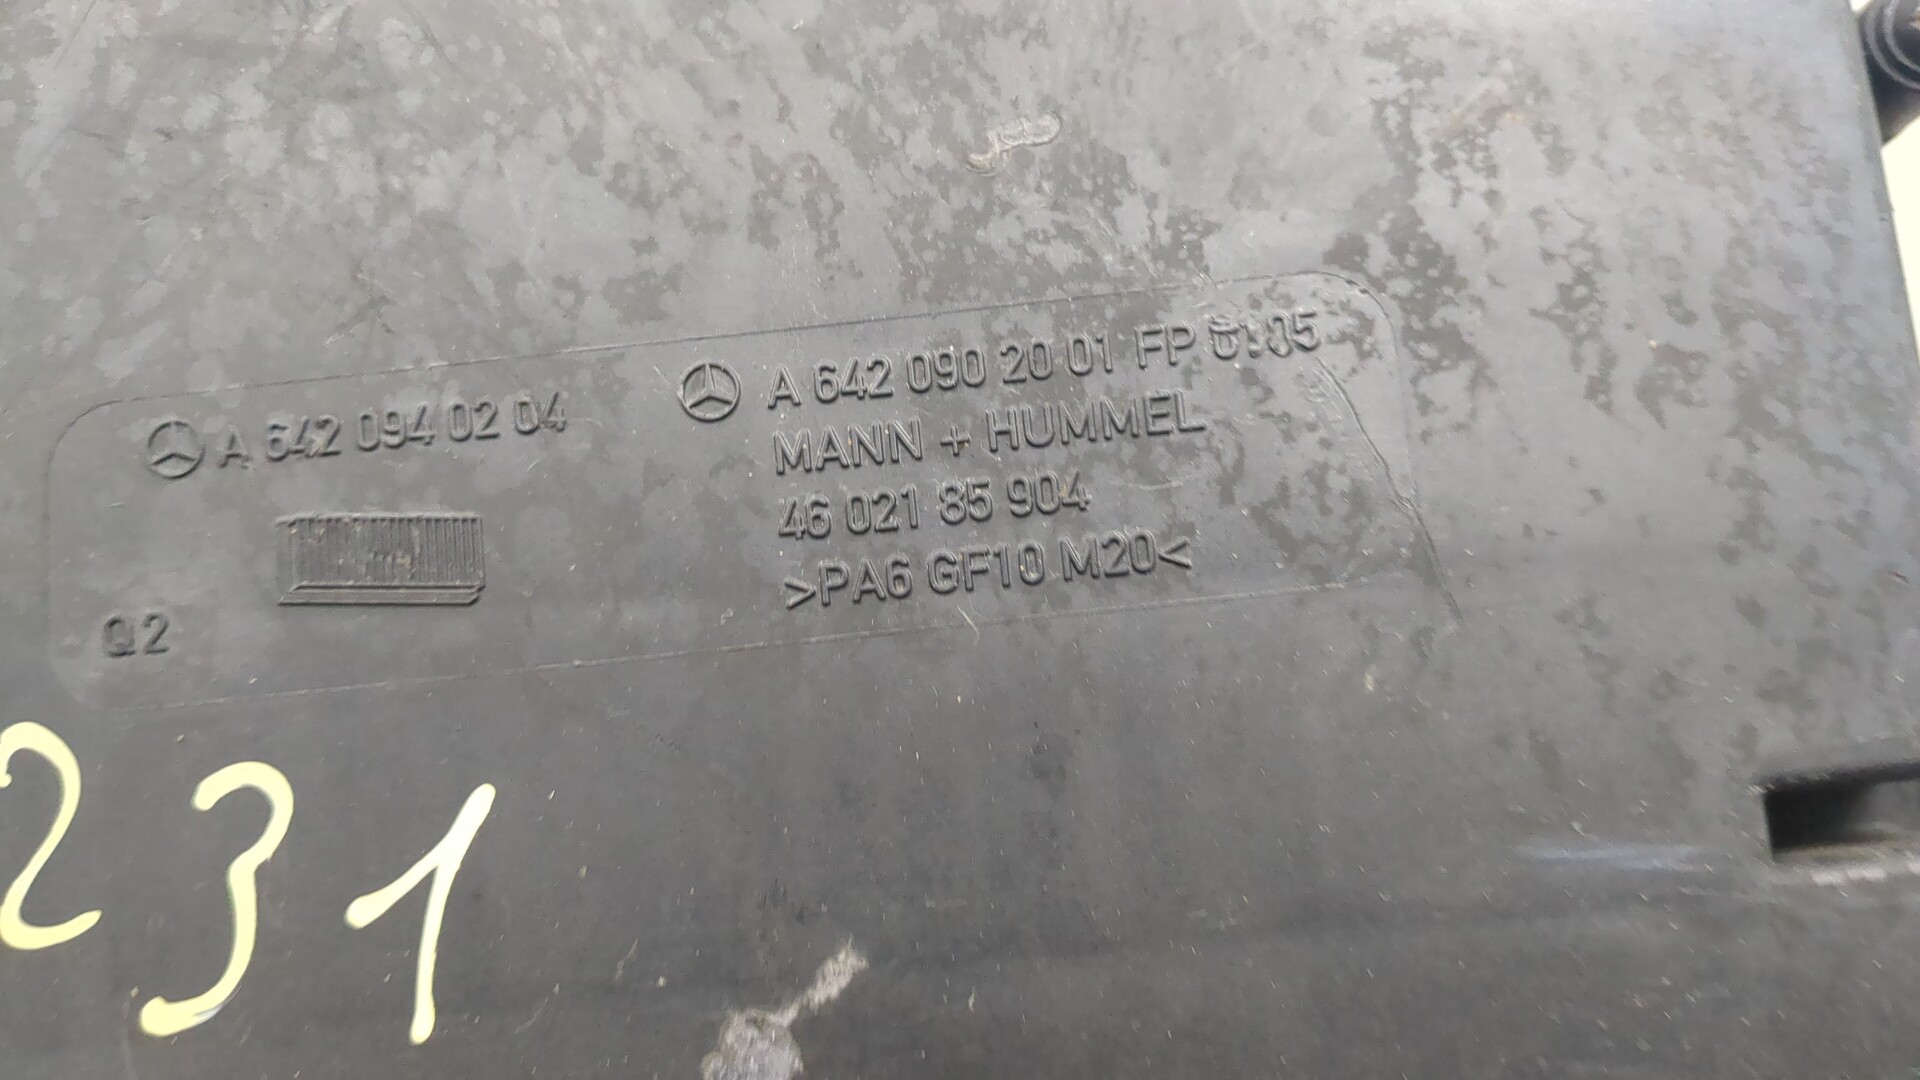 A 642 094 02 04
Q2
A 642 090 20 01 FP
MANN + HUMMEL
46 021 85 904
>PA6 GF10 M20<
231